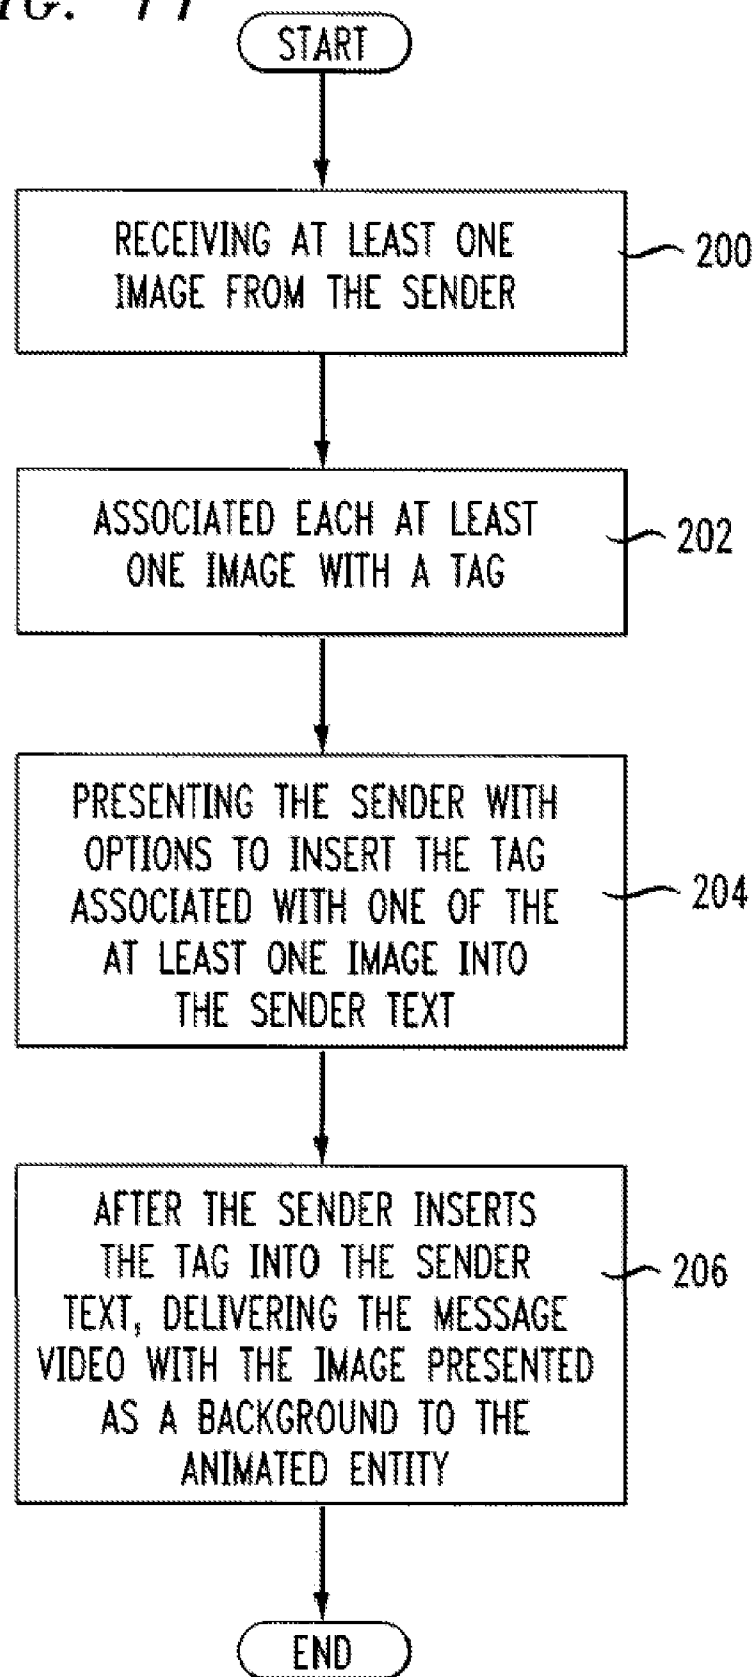 START
RECEIVING AT LEAST ONE
IMAGE FROM THE SENDER
200
ASSOCIATED EACH AT LEAST
ONE IMAGE WITH A TAG
202
PRESENTING THE SENDER WITH
OPTIONS TO INSERT THE TAG
ASSOCIATED WITH ONE OF THE
AT LEAST ONE IMAGE INTO
THE SENDER TEXT
204
AFTER THE SENDER INSERTS
THE TAG INTO THE SENDER
TEXT, DELIVERING THE MESSAGE
VIDEO WITH THE IMAGE PRESENTED
AS A BACKGROUND TO THE
ANIMATED ENTITY
206
END